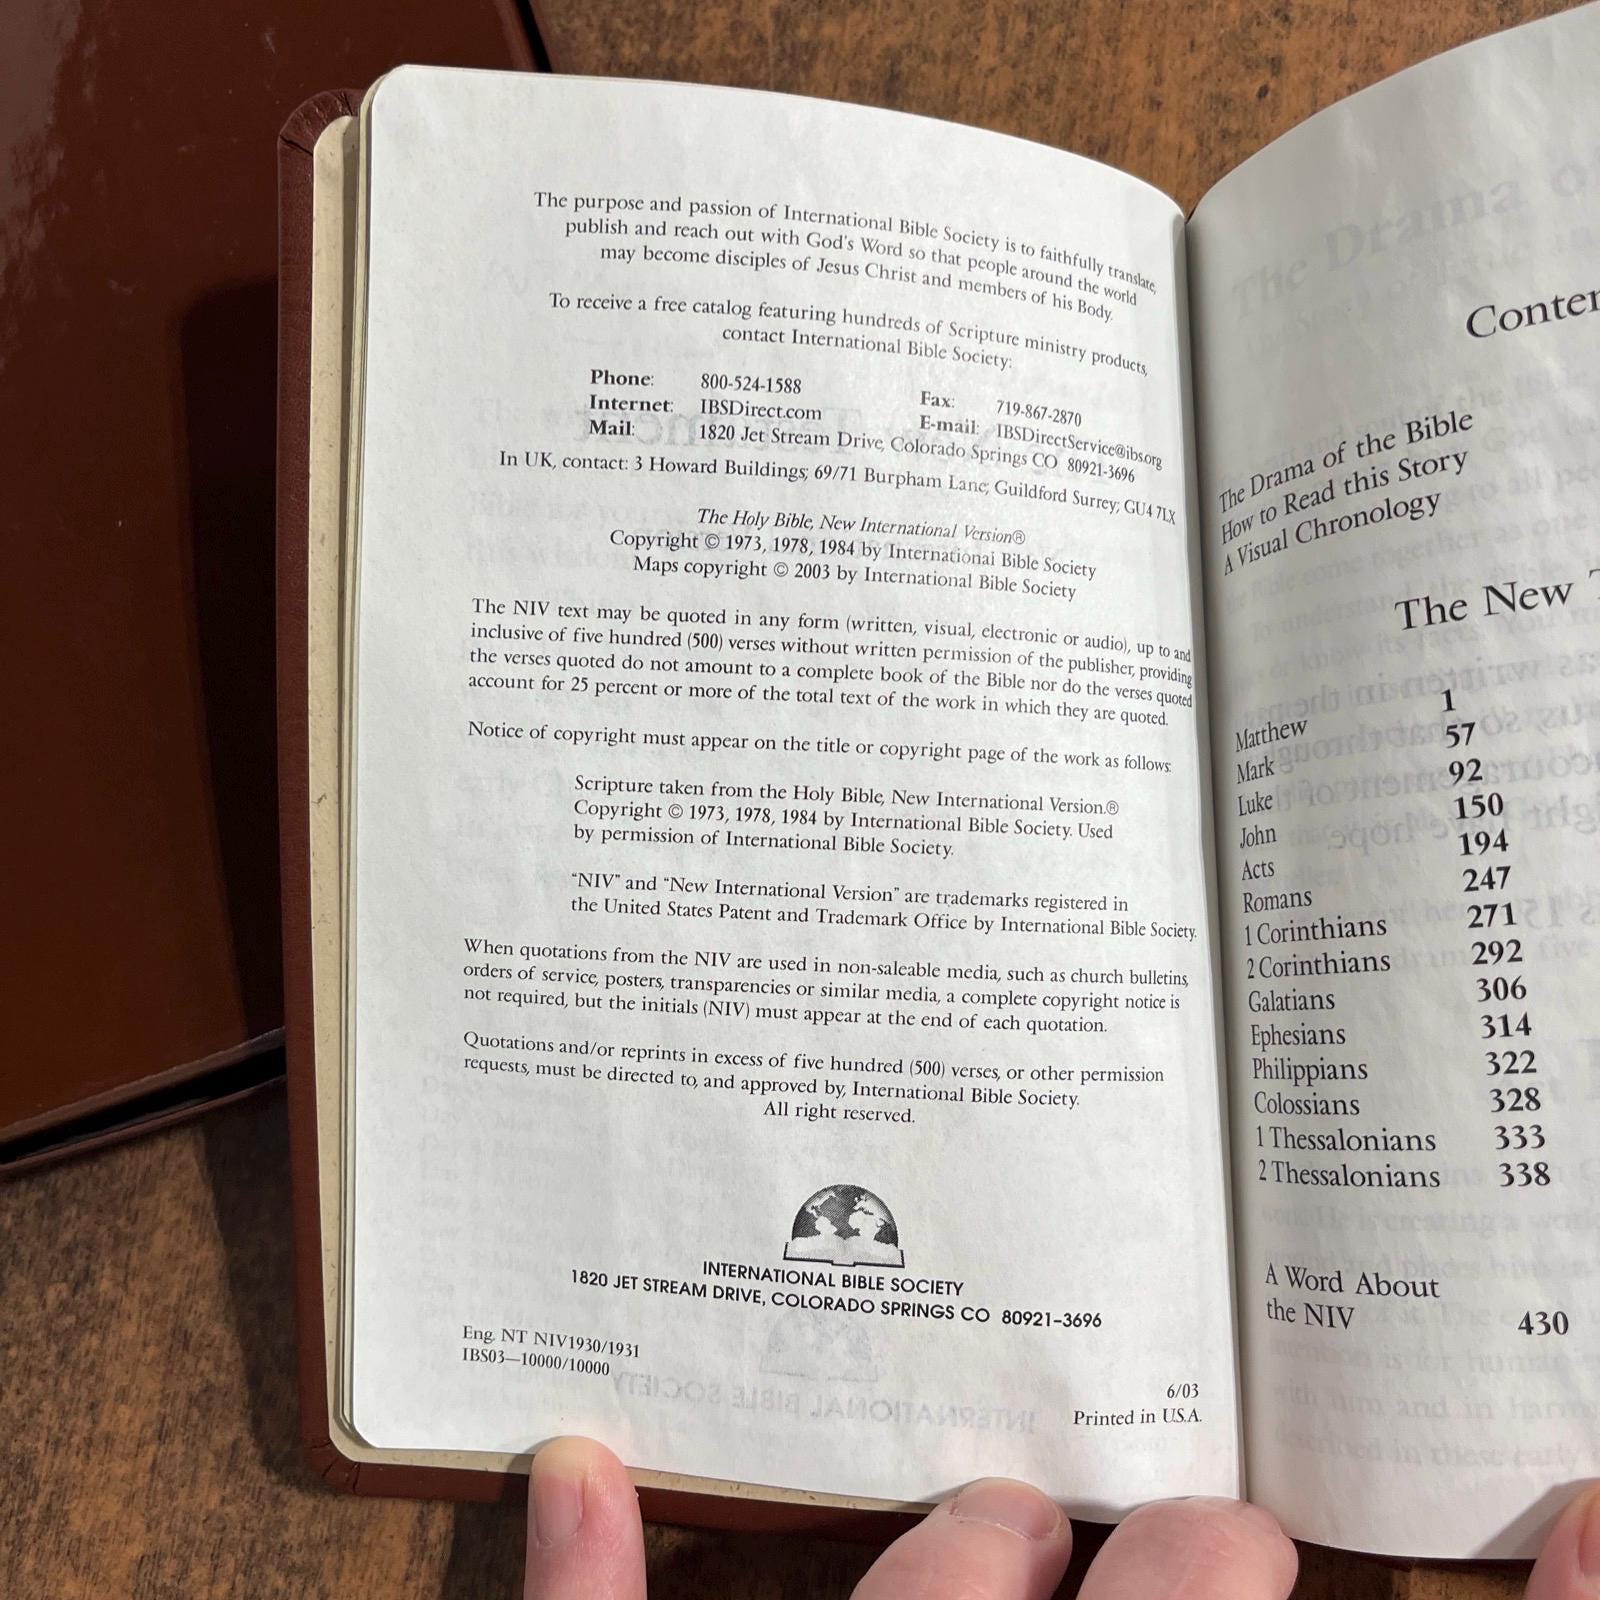 The purpose and passion of International Bible Society is to faithfully translate,
publish and reach out with God's Word so that people around the world
may become disciples of Jesus Christ and members of his Body.
To receive a free catalog featuring hundreds of Scripture ministry products,
contact International Bible Society:
Phone: 800-524-1588 Fax: 719-867-2870
Internet: IBSDirect.com E-mail: IBSDirectService@ibs.org
Mail: 1820 Jet Stream Drive, Colorado Springs CO 80921-3696
In UK, contact: 3 Howard Buildings; 69/71 Burpham Lane; Guildford Surrey; GU4 7LX
The Holy Bible, New International Version®
Copyright © 1973, 1978, 1984 by International Bible Society
Maps copyright © 2003 by International Bible Society
The NIV text may be quoted in any form (written, visual, electronic or audio), up to and
inclusive of five hundred (500) verses without written permission of the publisher, providing
the verses quoted do not amount to a complete book of the Bible nor do the verses quoted
account for 25 percent or more of the total text of the work in which they are quoted.
Notice of copyright must appear on the title or copyright page of the work as follows:
Scripture taken from the Holy Bible, New International Version.®
Copyright © 1973, 1978, 1984 by International Bible Society. Used
by permission of International Bible Society.
"NIV" and "New International Version" are trademarks registered in
the United States Patent and Trademark Office by International Bible Society.
When quotations from the NIV are used in non-saleable media, such as church bulletins,
orders of service, posters, transparencies or similar media, a complete copyright notice is
not required, but the initials (NIV) must appear at the end of each quotation.
Quotations and/or reprints in excess of five hundred (500) verses, or other permission
requests, must be directed to, and approved by, International Bible Society.
All right reserved.
INTERNATIONAL BIBLE SOCIETY
1820 JET STREAM DRIVE, COLORADO SPRINGS CO 80921-3696
Eng. NT NIV1930/1931
IBS03—10000/10000
6/03
Printed in U.S.A.
The Drama of the Bible
How to Read this Story
A Visual Chronology
The New
Matthew 1
Mark 57
Luke 92
John 150
Acts 194
Romans 247
1 Corinthians 271
2 Corinthians 292
Galatians 306
Ephesians 314
Philippians 322
Colossians 328
1 Thessalonians 333
2 Thessalonians 338
A Word About
the NIV 430